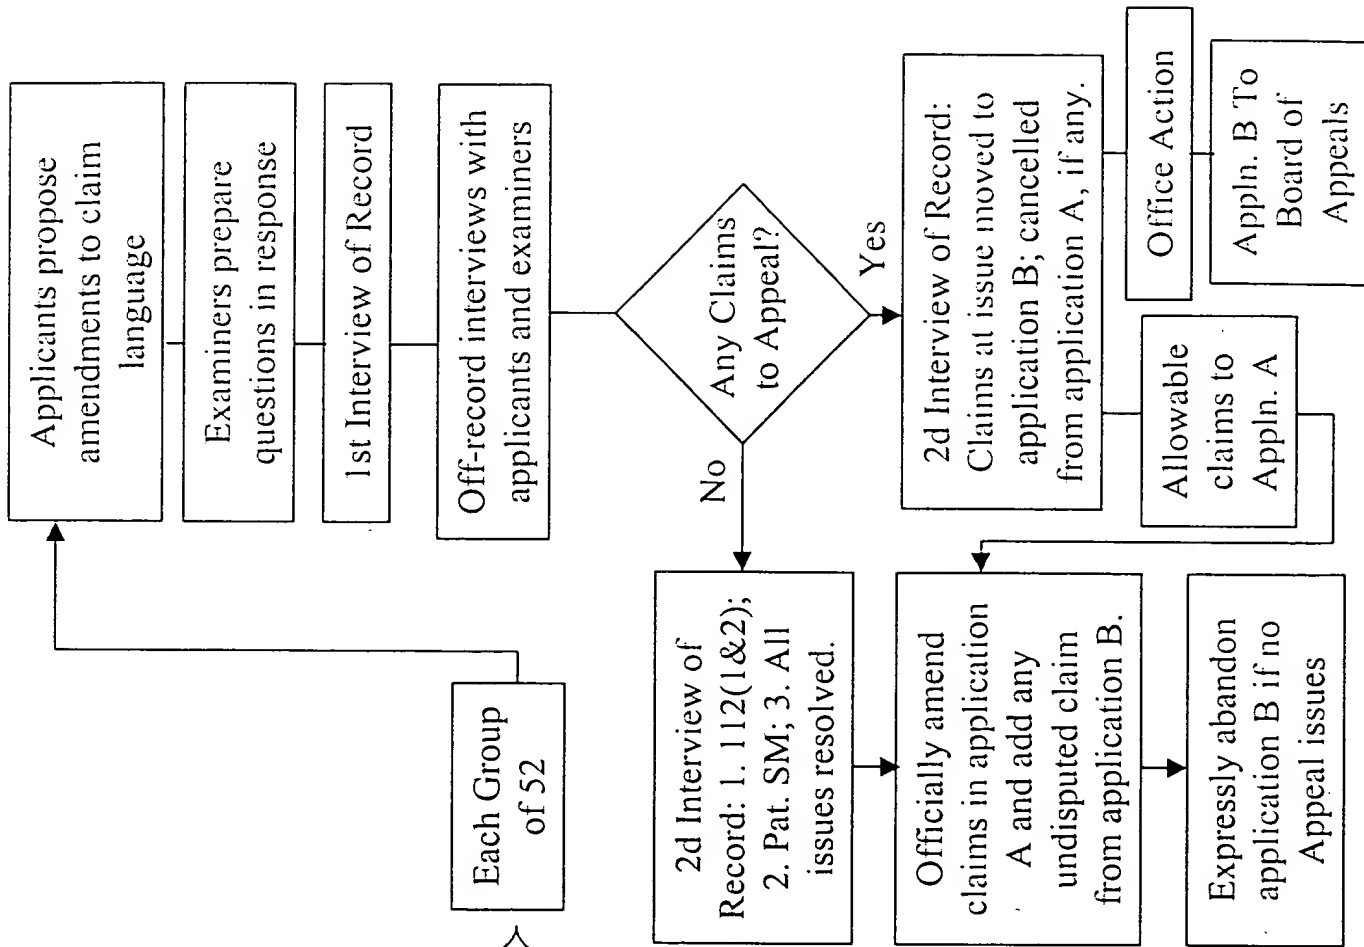 Applicants propose
amendments to claim
language
Examiners prepare
questions in response
1st Interview of Record
Off-record interviews with
applicants and examiners
Each Group
of 52
Any Claims
to Appeal?
No
Yes
2d Interview of
Record: 1. 112(1&2);
2. Pat. SM; 3. All
issues resolved.
2d Interview of Record:
Claims at issue moved to
application B; cancelled
from application A, if any.
Officially amend
claims in application
A and add any
undisputed claim
from application B.
Allowable
claims to
Appln. A
Office Action
Appln. B To
Board of
Appeals
Expressly abandon
application B if no
Appeal issues